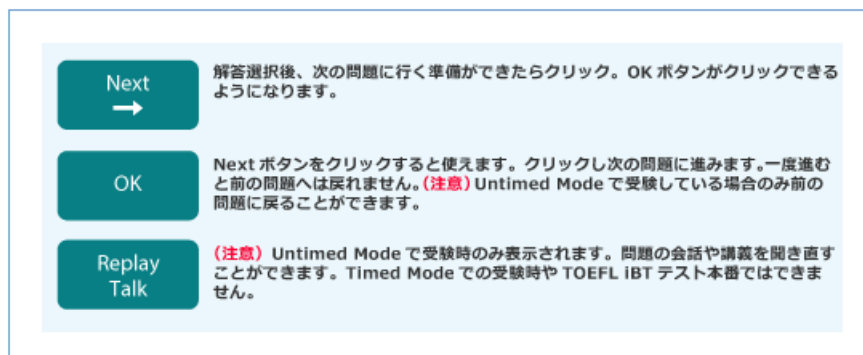 Next
解答選択後、次の問題に行く準備ができたらクリック。OK ボタンがクリックできる
ようになります。
OK
Next ボタンをクリックすると使えます。クリックし次の問題に進みます。一度進む
と前の問題へは戻れません。(注意) Untimed Mode で受験している場合のみ前の
問題に戻ることができます。
Replay
Talk
(注意) Untimed Mode で受験時のみ表示されます。問題の会話や講義を聞き直す
ことができます。Timed Mode での受験時や TOEFL iBT テスト本番ではできま
せん。